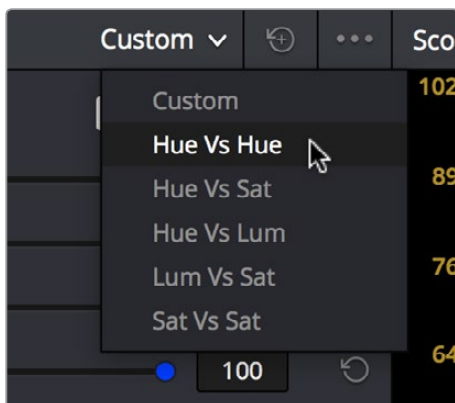 Custom
Sco
Custom
Hue Vs Hue
Hue Vs Sat
Hue Vs Lum
Lum Vs Sat
Sat Vs Sat
100
102
89
76
64